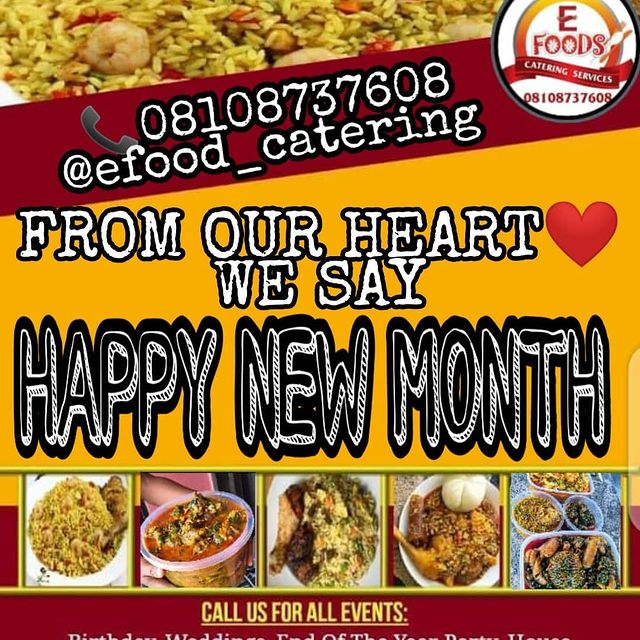 E
FOODS
CATERING SERVICES
08108737608
08108737608
@efood_catering
FROM OUR HEART
WE SAY
HAPPY NEW MONTH
CALL US FOR ALL EVENTS:
Birthday, Weddings, End Of The Year Party, House